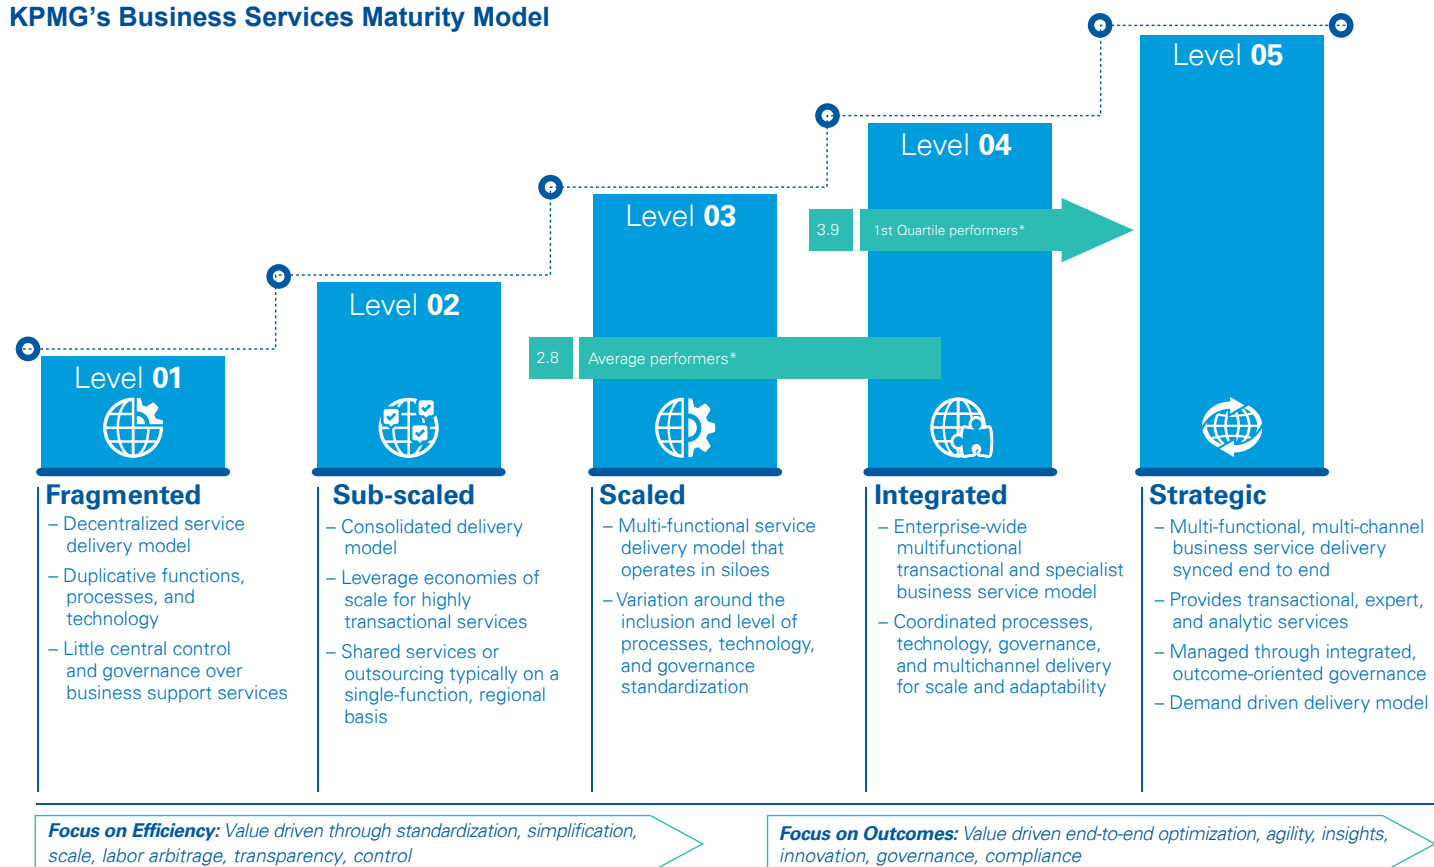 KPMG's Business Services Maturity Model
Level 01
Level 02
Level 03
Level 04
Level 05
3.9
1st Quartile performers*
2.8
Average performers*
Fragmented
– Decentralized service
delivery model
– Duplicative functions,
processes, and
technology
– Little central control
and governance over
business support services
Sub-scaled
– Consolidated delivery
model
– Leverage economies of
scale for highly
transactional services
– Shared services or
outsourcing typically on a
single-function, regional
basis
Scaled
– Multi-functional service
delivery model that
operates in siloes
– Variation around the
inclusion and level of
processes, technology,
and governance
standardization
Integrated
– Enterprise-wide
multifunctional
transactional and specialist
business service model
– Coordinated processes,
technology, governance,
and multichannel delivery
for scale and adaptability
Strategic
– Multi-functional, multi-channel
business service delivery
synced end to end
– Provides transactional, expert,
and analytic services
– Managed through integrated,
outcome-oriented governance
– Demand driven delivery model
Focus on Efficiency: Value driven through standardization, simplification,
scale, labor arbitrage, transparency, control
Focus on Outcomes: Value driven end-to-end optimization, agility, insights,
innovation, governance, compliance